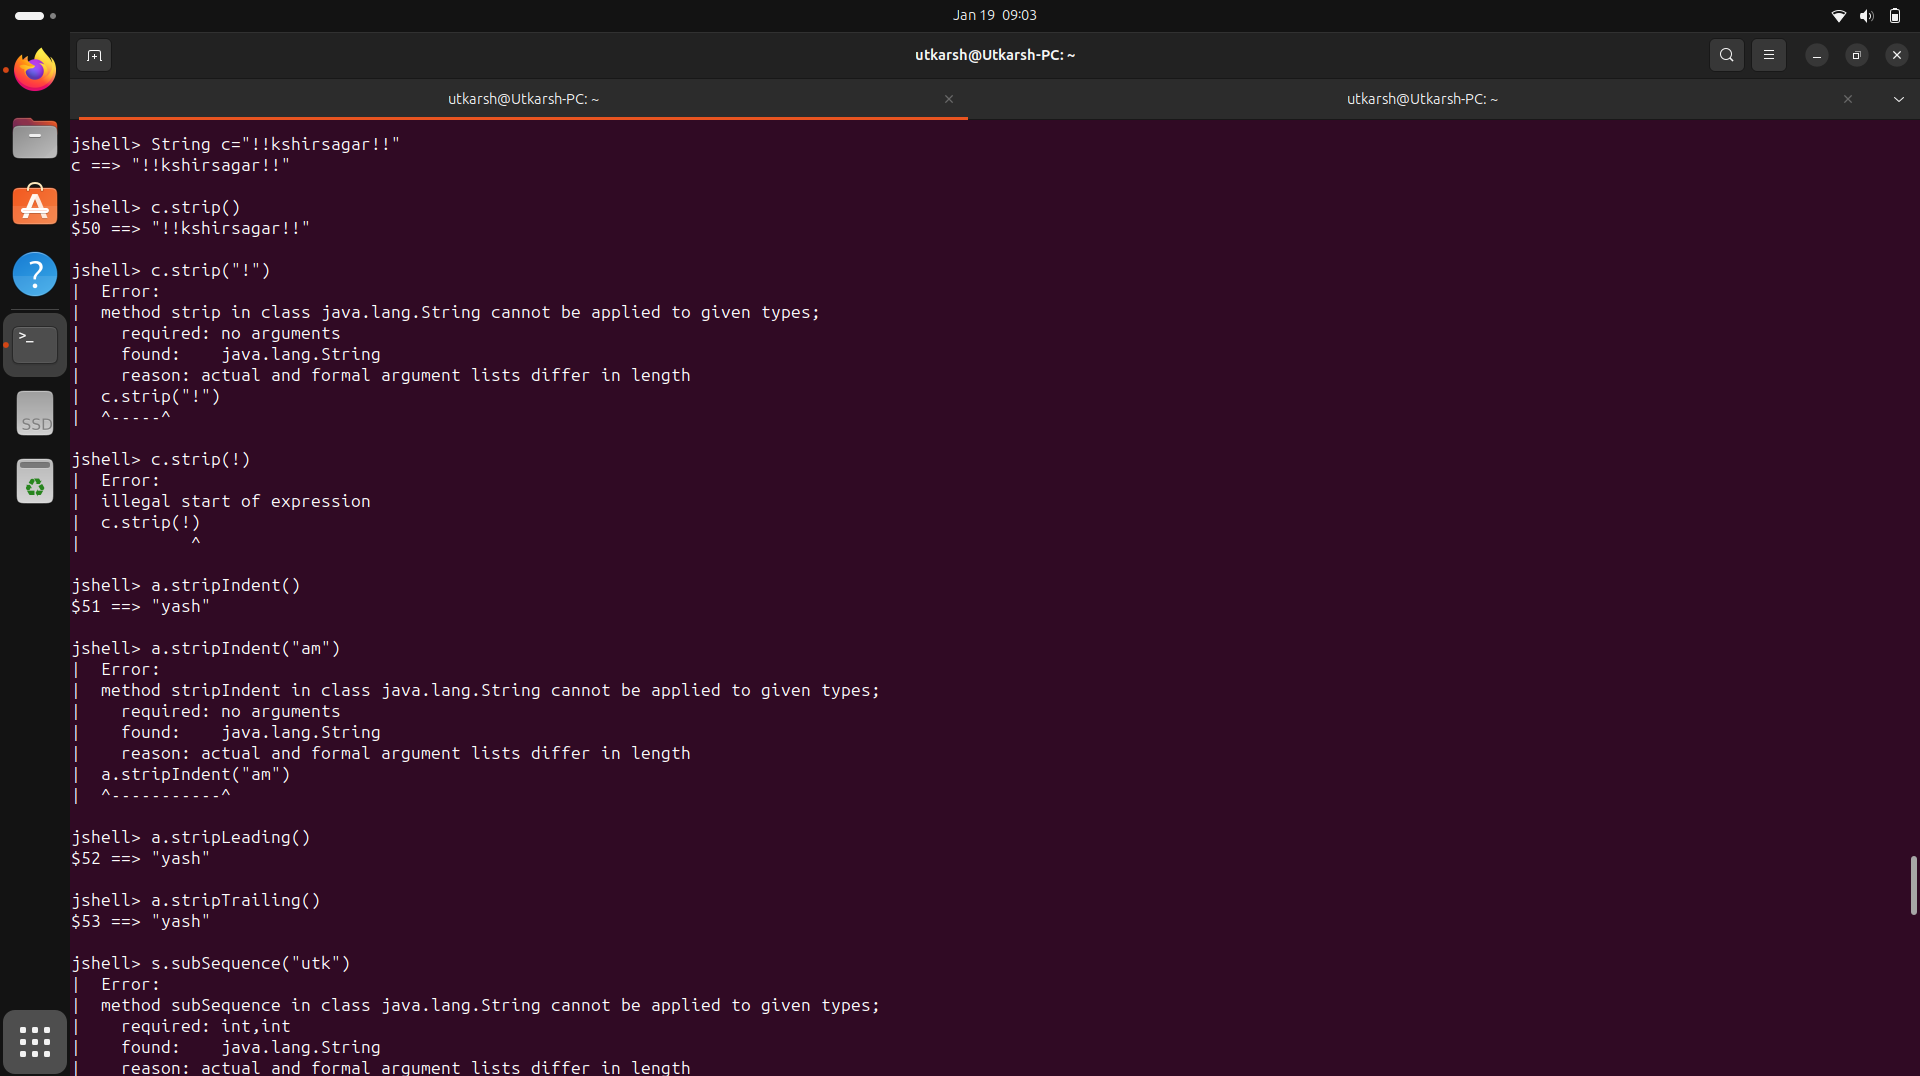 Jan 19 09:03
utkarsh@Utkarsh-PC: ~
utkarsh@Utkarsh-PC: ~
utkarsh@Utkarsh-PC: ~
jshell> String c="!!kshirsagar!!"
c ==> "!!kshirsagar!!"
jshell> c.strip()
$50 ==> "!!kshirsagar!!"
jshell> c.strip("!")
|  Error:
|  method strip in class java.lang.String cannot be applied to given types;
|    required: no arguments
|    found:    java.lang.String
|    reason: actual and formal argument lists differ in length
|  c.strip("!")
|  ^-----^
jshell> c.strip(!)
|  Error:
|  illegal start of expression
|  c.strip(!)
|           ^
jshell> a.stripIndent()
$51 ==> "yash"
jshell> a.stripIndent("am")
|  Error:
|  method stripIndent in class java.lang.String cannot be applied to given types;
|    required: no arguments
|    found:    java.lang.String
|    reason: actual and formal argument lists differ in length
|  a.stripIndent("am")
|  ^-----------^
jshell> a.stripLeading()
$52 ==> "yash"
jshell> a.stripTrailing()
$53 ==> "yash"
jshell> s.subSequence("utk")
|  Error:
|  method subSequence in class java.lang.String cannot be applied to given types;
|    required: int,int
|    found:    java.lang.String
|    reason: actual and formal argument lists differ in length
SSD